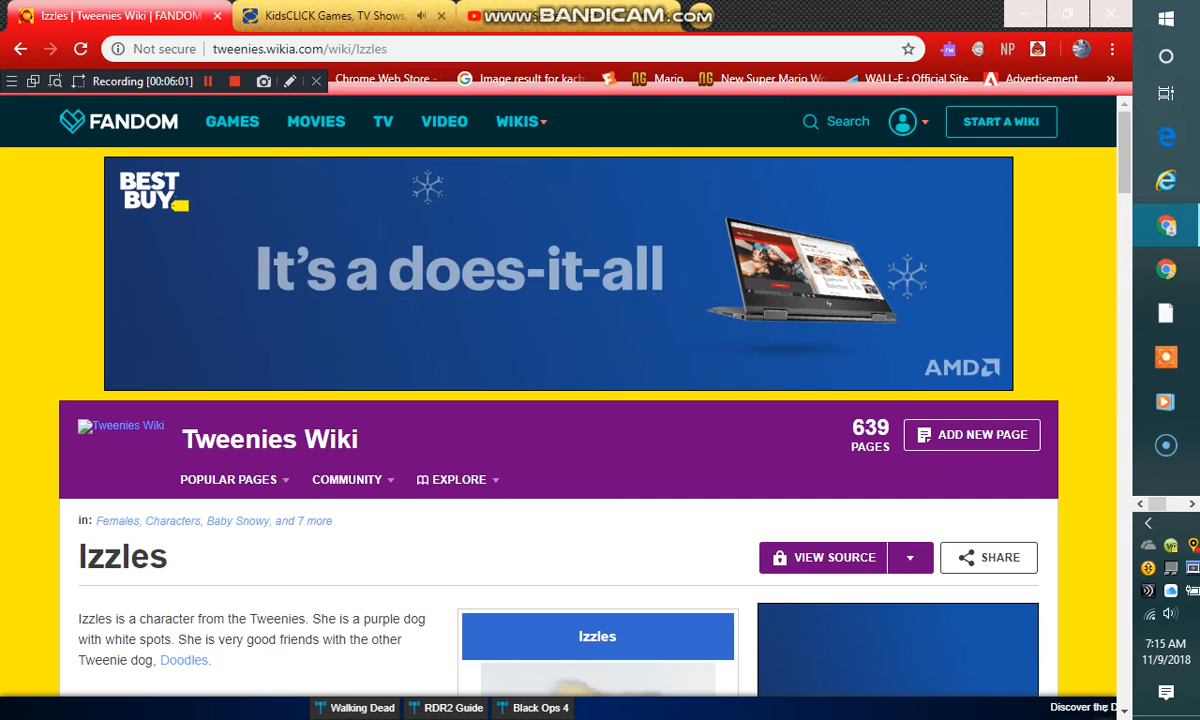 Izzles | Tweenies Wiki | FANDOM
KidsCLICK Games, TV Shows,
www.BANDICAM.com
Not secure
tweenies.wikia.com/wiki/Izzles
NP
Recording [00:06:01]
Chrome Web Store -
Image result for kach
Mario
New Super Mario Wo
WALL-E : Official Site
Advertisement
»
FANDOM
GAMES
MOVIES
TV
VIDEO
WIKIS
Search
START A WIKI
BEST
BUY
It's a does-it-all
hp
AMD
Tweenies Wiki
Tweenies Wiki
639
PAGES
ADD NEW PAGE
POPULAR PAGES
COMMUNITY
EXPLORE
in: Females, Characters, Baby Snowy, and 7 more
Izzles
VIEW SOURCE
SHARE
Izzles is a character from the Tweenies. She is a purple dog
with white spots. She is very good friends with the other
Tweenie dog, Doodles.
Izzles
Walking Dead
RDR2 Guide
Black Ops 4
Discover the D
7:15 AM
11/9/2018